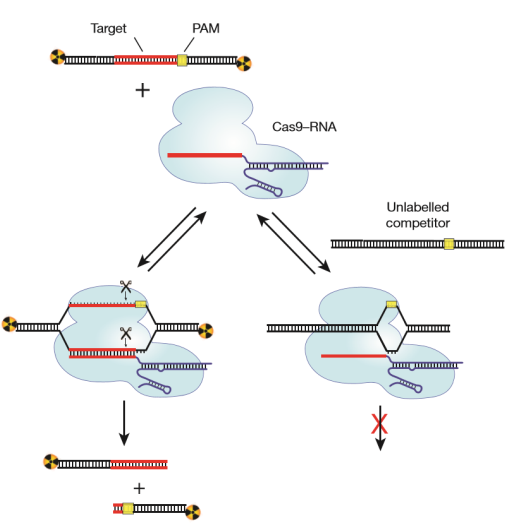 Target
PAM
+
Cas9–RNA
Unlabelled
competitor
X
+